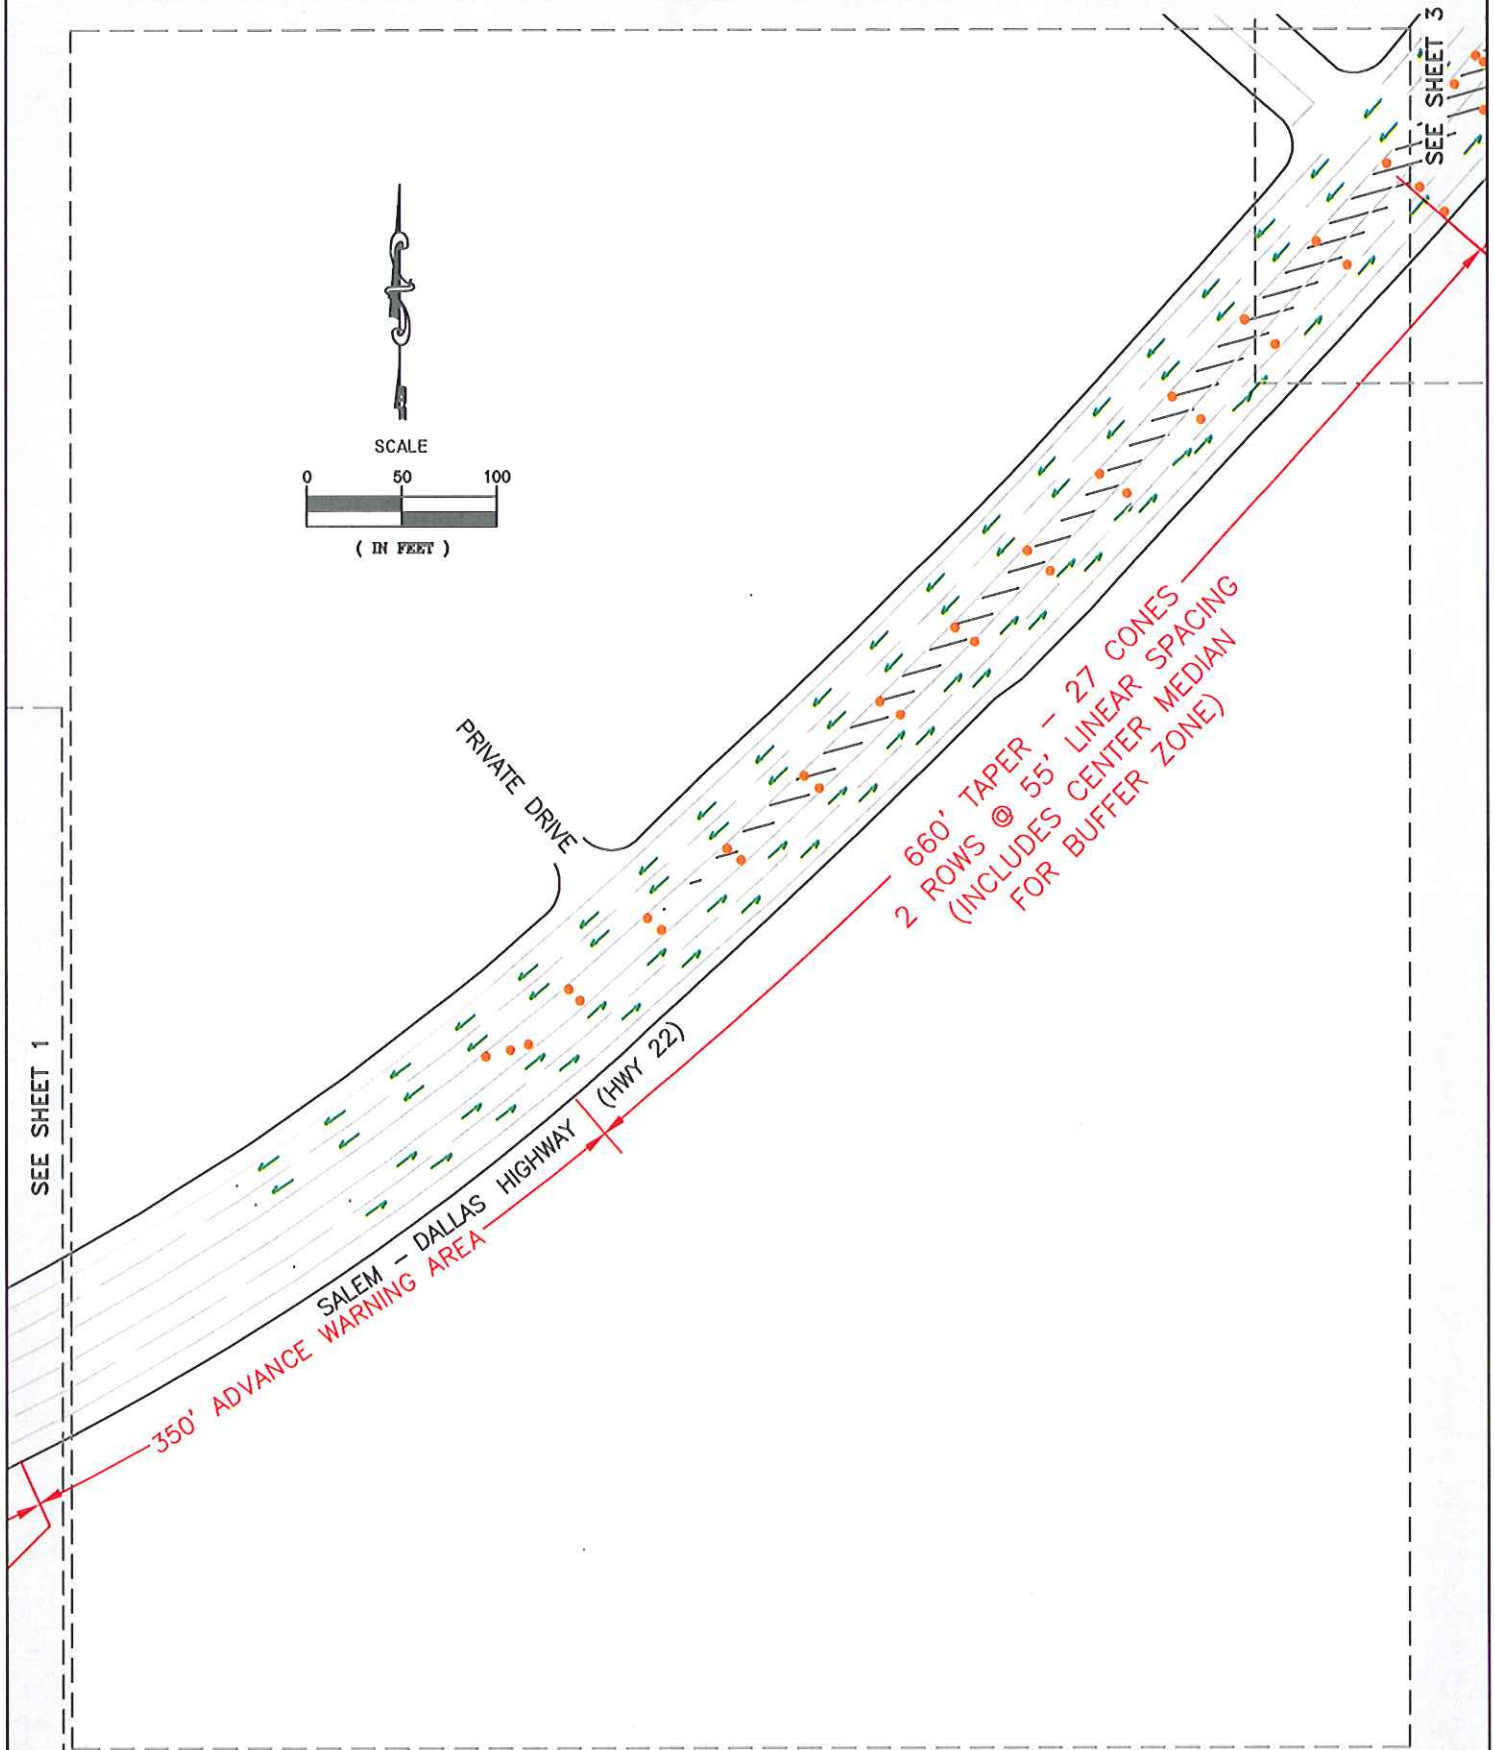 SEE SHEET 3
SCALE
0 50 100
( IN FEET )
PRIVATE DRIVE
660' TAPER – 27 CONES
2 ROWS @ 55' LINEAR SPACING
(INCLUDES CENTER MEDIAN
FOR BUFFER ZONE)
SEE SHEET 1
SALEM – DALLAS HIGHWAY (HWY 22)
350' ADVANCE WARNING AREA